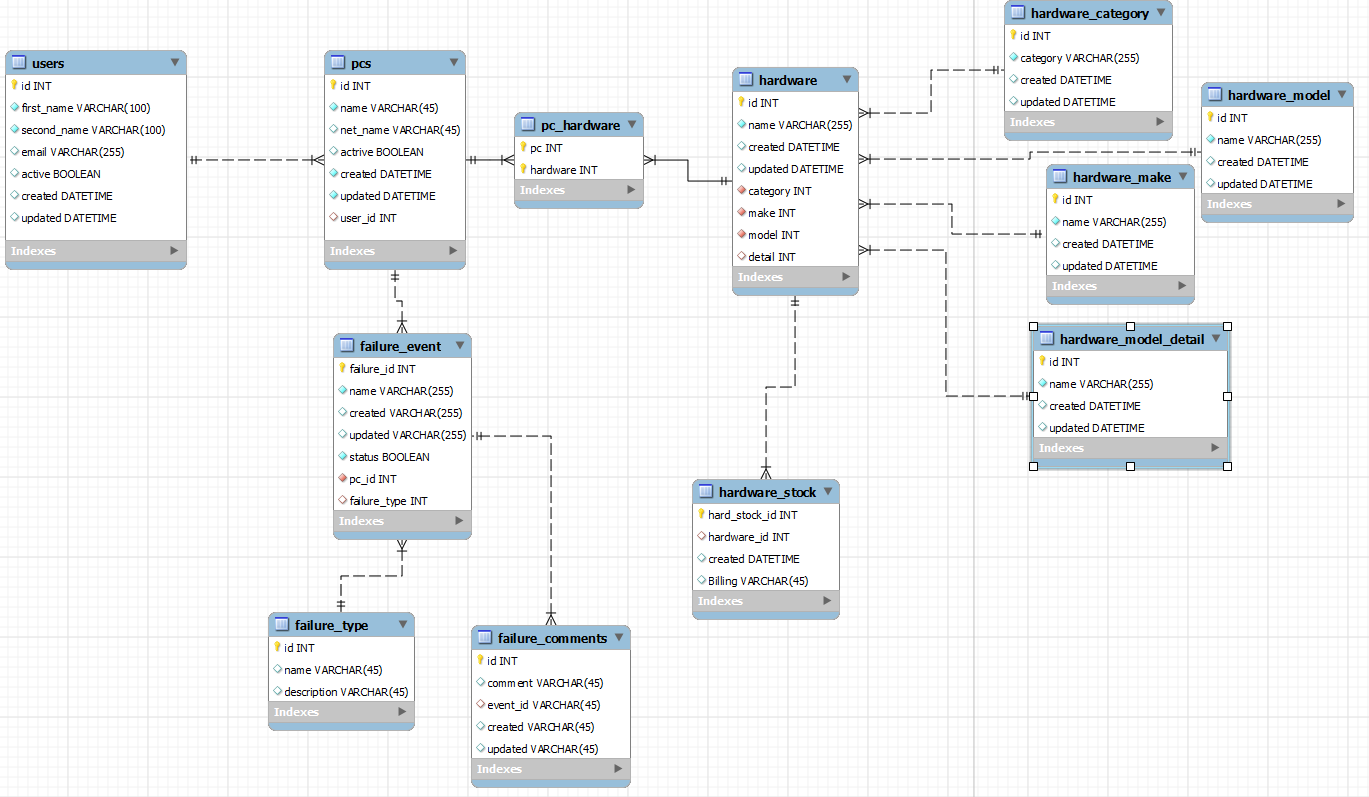 users
id INT
first_name VARCHAR(100)
second_name VARCHAR(100)
email VARCHAR(255)
active BOOLEAN
created DATETIME
updated DATETIME
Indexes
pcs
id INT
name VARCHAR(45)
net_name VARCHAR(45)
actrive BOOLEAN
created DATETIME
updated DATETIME
user_id INT
Indexes
pc_hardware
pc INT
hardware INT
Indexes
hardware
id INT
name VARCHAR(255)
created DATETIME
updated DATETIME
category INT
make INT
model INT
detail INT
Indexes
hardware_category
id INT
category VARCHAR(255)
created DATETIME
updated DATETIME
Indexes
hardware_model
id INT
name VARCHAR(255)
created DATETIME
updated DATETIME
Indexes
hardware_make
id INT
name VARCHAR(255)
created DATETIME
updated DATETIME
Indexes
hardware_model_detail
id INT
name VARCHAR(255)
created DATETIME
updated DATETIME
Indexes
failure_event
failure_id INT
name VARCHAR(255)
created VARCHAR(255)
updated VARCHAR(255)
status BOOLEAN
pc_id INT
failure_type INT
Indexes
hardware_stock
hard_stock_id INT
hardware_id INT
created DATETIME
Billing VARCHAR(45)
Indexes
failure_type
id INT
name VARCHAR(45)
description VARCHAR(45)
Indexes
failure_comments
id INT
comment VARCHAR(45)
event_id VARCHAR(45)
created VARCHAR(45)
updated VARCHAR(45)
Indexes